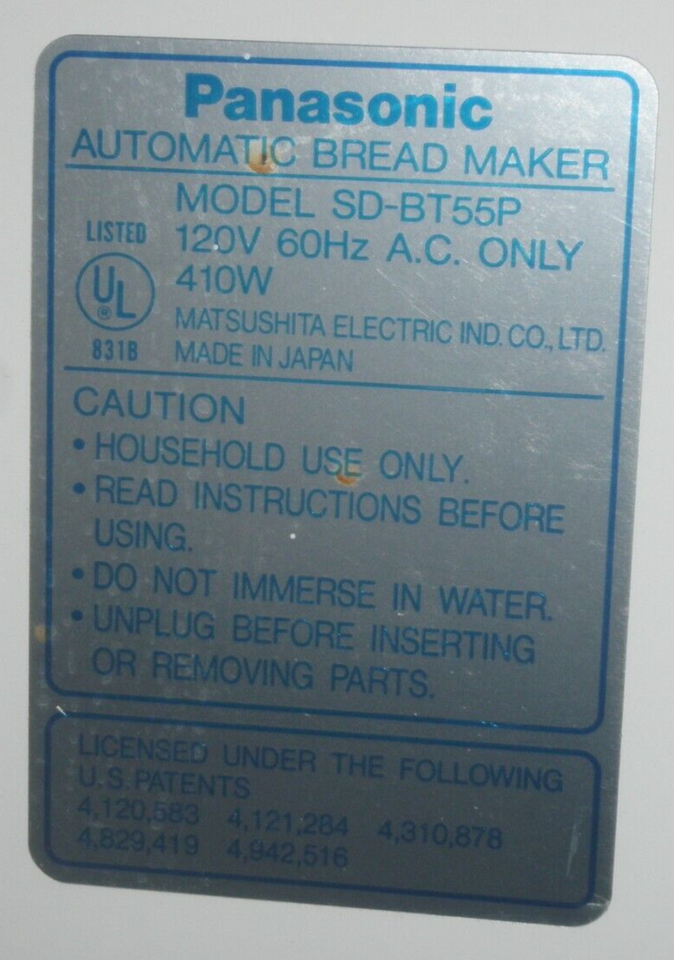 Panasonic
AUTOMATIC BREAD MAKER
MODEL SD-BT55P
LISTED
120V 60Hz A.C. ONLY
UL
®
410W
MATSUSHITA ELECTRIC IND. CO., LTD.
831B
MADE IN JAPAN
CAUTION
• HOUSEHOLD USE ONLY.
• READ INSTRUCTIONS BEFORE
USING.
• DO NOT IMMERSE IN WATER.
• UNPLUG BEFORE INSERTING
OR REMOVING PARTS.
LICENSED UNDER THE FOLLOWING
U.S. PATENTS
4,120,583 4,121,284 4,310,878
4,829,419 4,942,516